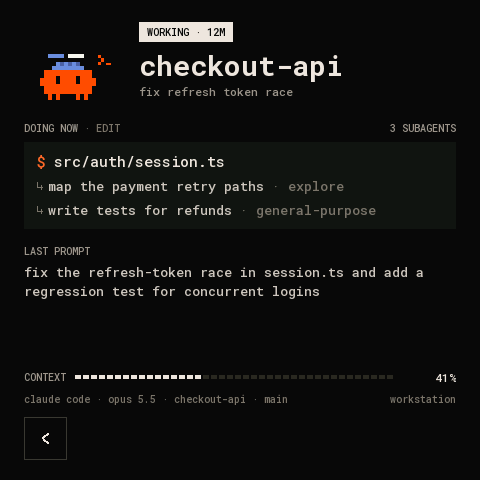 WORKING · 12M
checkout-api
fix refresh token race
DOING NOW · EDIT 3 SUBAGENTS
$ src/auth/session.ts
↳ map the payment retry paths · explore
↳ write tests for refunds · general-purpose
LAST PROMPT
fix the refresh-token race in session.ts and add a
regression test for concurrent logins
CONTEXT 41%
claude code · opus 5.5 · checkout-api · main workstation
<